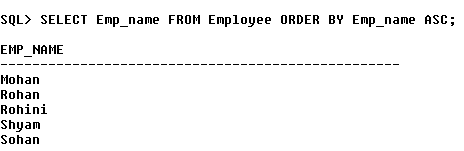 SQL> SELECT Emp_name FROM Employee ORDER BY Emp_name ASC;
EMP_NAME
--------------------------------------------------
Mohan
Rohan
Rohini
Shyam
Sohan